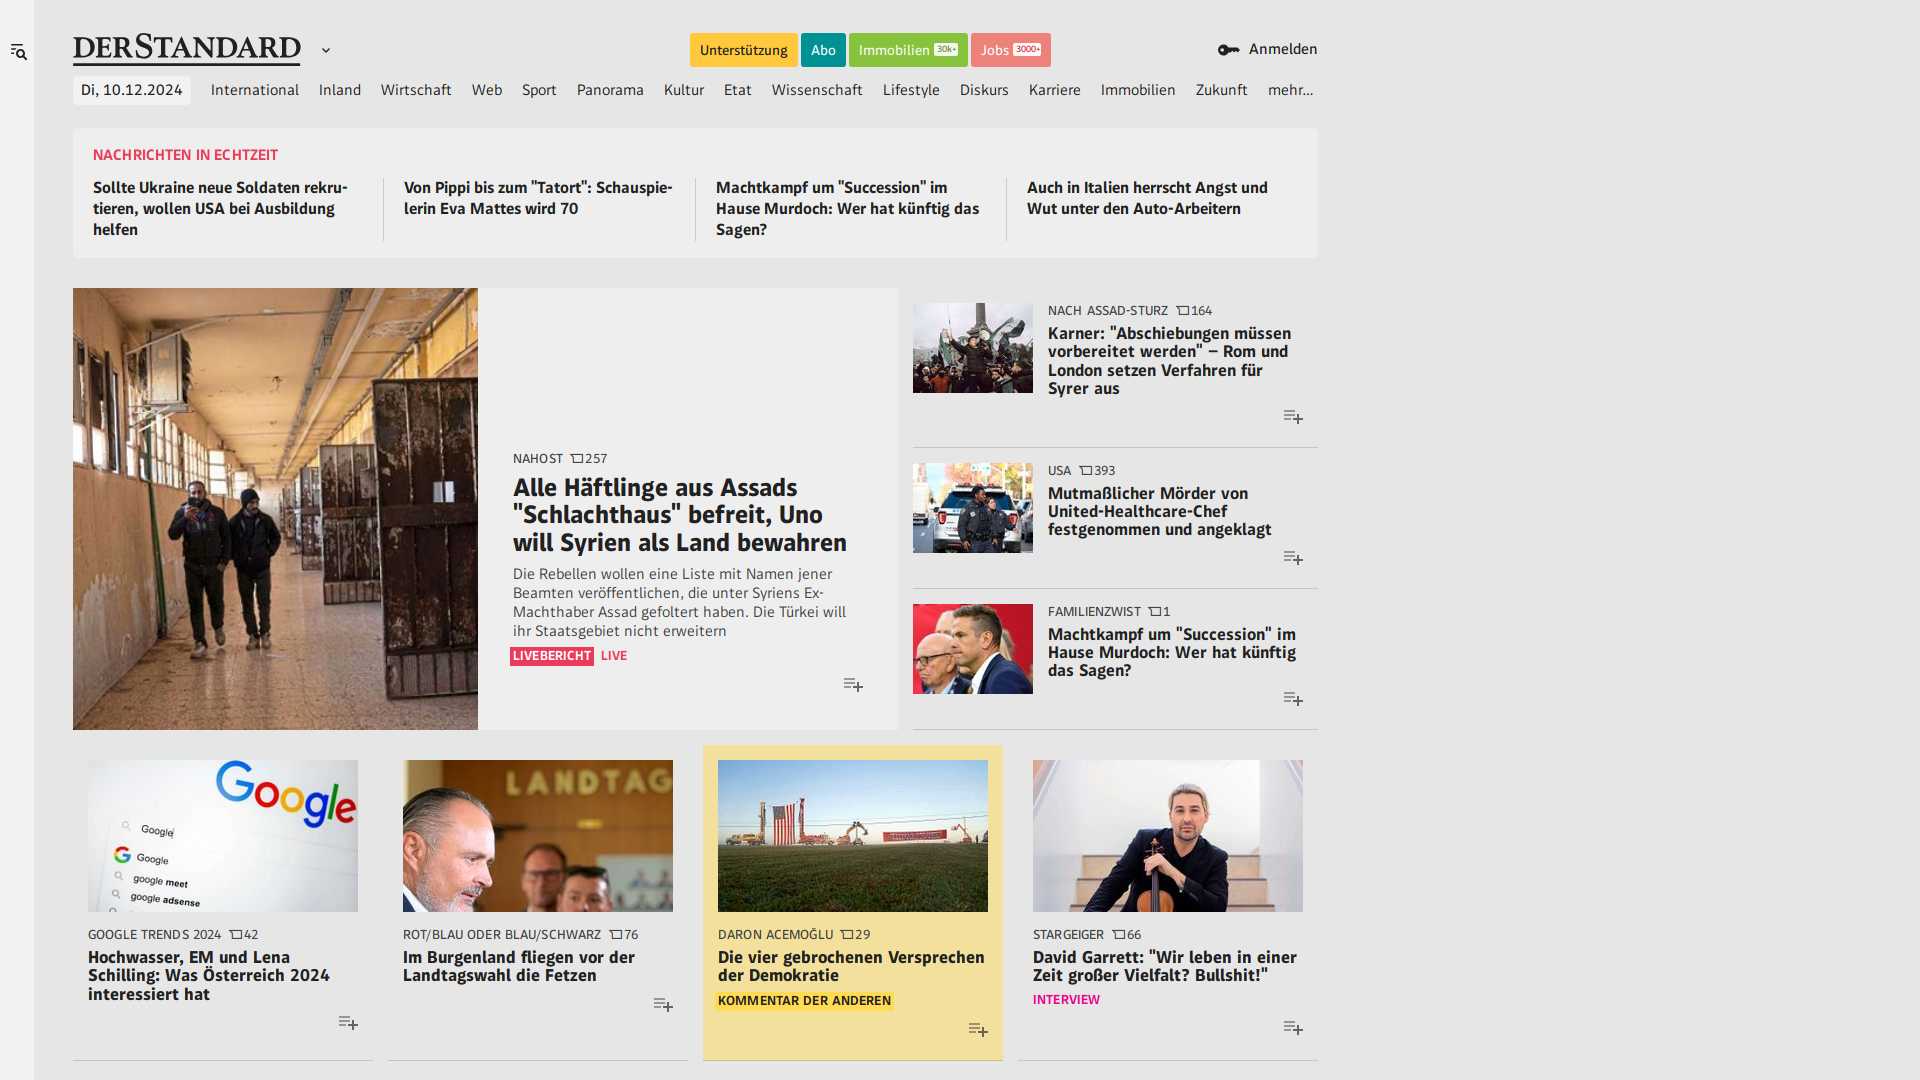 DERSTANDARD
Unterstützung
Abo
Immobilien 30k+
Jobs 3000+
Anmelden
Di, 10.12.2024
International
Inland
Wirtschaft
Web
Sport
Panorama
Kultur
Etat
Wissenschaft
Lifestyle
Diskurs
Karriere
Immobilien
Zukunft
mehr...
NACHRICHTEN IN ECHTZEIT
Sollte Ukraine neue Soldaten rekru-
tieren, wollen USA bei Ausbildung
helfen
Von Pippi bis zum "Tatort": Schauspie-
lerin Eva Mattes wird 70
Machtkampf um "Succession" im
Hause Murdoch: Wer hat künftig das
Sagen?
Auch in Italien herrscht Angst und
Wut unter den Auto-Arbeitern
NAHOST 257
Alle Häftlinge aus Assads
"Schlachthaus" befreit, Uno
will Syrien als Land bewahren
Die Rebellen wollen eine Liste mit Namen jener
Beamten veröffentlichen, die unter Syriens Ex-
Machthaber Assad gefoltert haben. Die Türkei will
ihr Staatsgebiet nicht erweitern
LIVEBERICHT LIVE
NACH ASSAD-STURZ 164
Karner: "Abschiebungen müssen
vorbereitet werden" – Rom und
London setzen Verfahren für
Syrer aus
USA 393
Mutmaßlicher Mörder von
United-Healthcare-Chef
festgenommen und angeklagt
FAMILIENZWIST 1
Machtkampf um "Succession" im
Hause Murdoch: Wer hat künftig
das Sagen?
Google
Google
Google
google meet
google adsense
GOOGLE TRENDS 2024 42
Hochwasser, EM und Lena
Schilling: Was Österreich 2024
interessiert hat
LANDTAG
ROT/BLAU ODER BLAU/SCHWARZ 76
Im Burgenland fliegen vor der
Landtagswahl die Fetzen
DARON ACEMOĞLU 29
Die vier gebrochenen Versprechen
der Demokratie
KOMMENTAR DER ANDEREN
STARGEIGER 66
David Garrett: "Wir leben in einer
Zeit großer Vielfalt? Bullshit!"
INTERVIEW